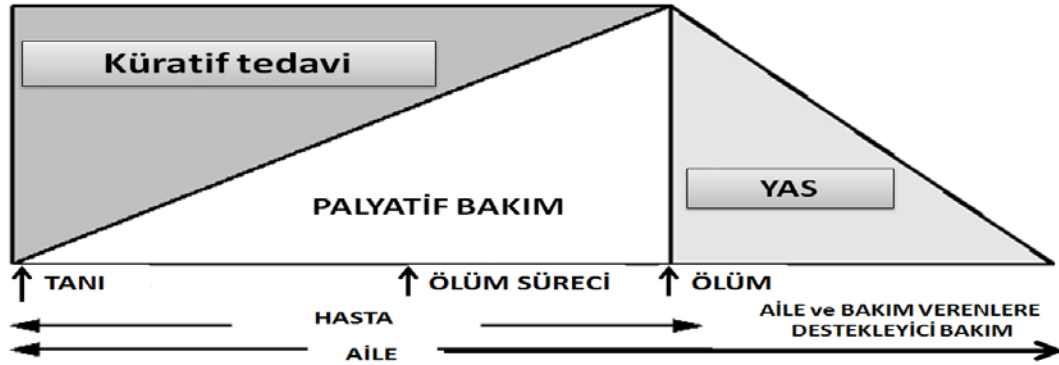 Küratif tedavi
PALYATİF BAKIM
YAS
TANI
ÖLÜM SÜRECİ
ÖLÜM
HASTA
AİLE ve BAKIM VERENLERE
DESTEKLEYİCİ BAKIM
AİLE